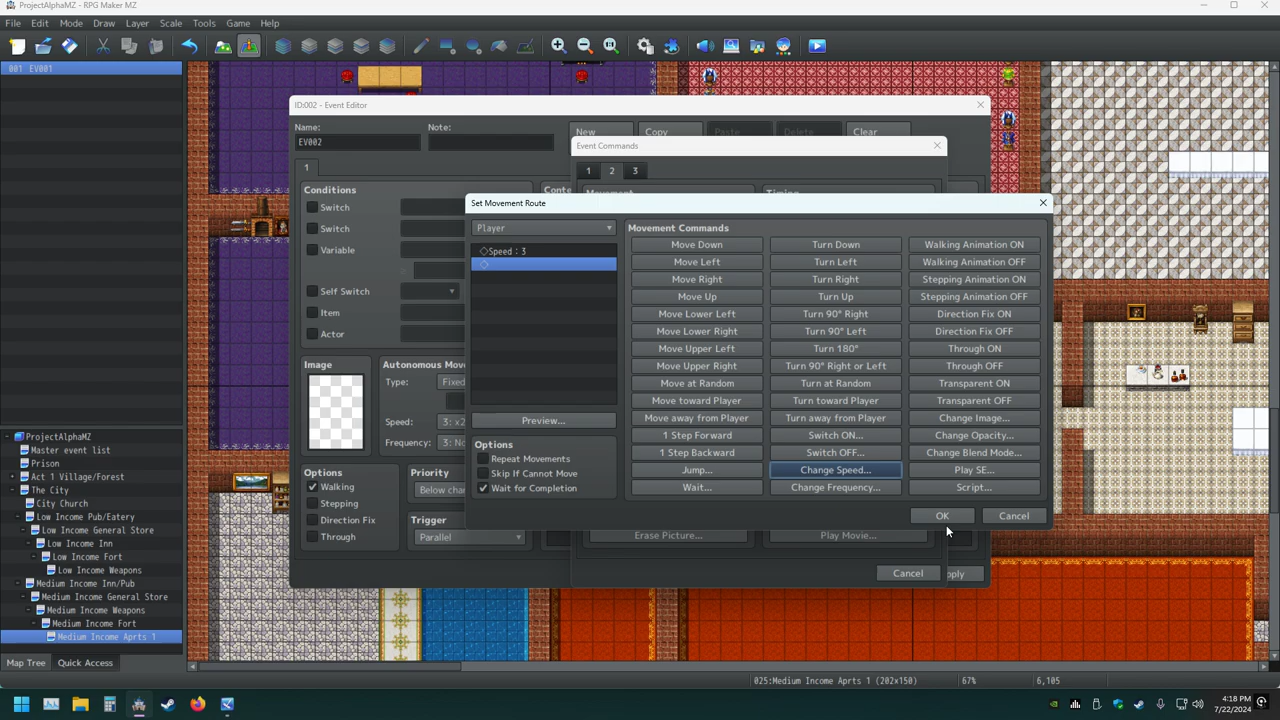 ProjectAlphaMZ - RPG Maker MZ
File Edit Mode Draw Layer Scale Tools Game Help
001 EV001
ID:002 - Event Editor
Name: Note:
EV002
New Copy Paste Delete Clear
1
Conditions
Switch
Switch
Variable
Self Switch
Item
Actor
Image
Autonomous Move
Type: Fixed
Speed: 3: x2
Frequency: 3: No
Options
Walking
Stepping
Direction Fix
Through
Priority
Below char
Trigger
Parallel
Event Commands
1 2 3
Movement Timing
Erase Picture... Play Movie...
Cancel
pply
Set Movement Route
Player
◇Speed : 3
◇
Preview...
Options
Repeat Movements
Skip If Cannot Move
Wait for Completion
Movement Commands
Move Down Turn Down Walking Animation ON
Move Left Turn Left Walking Animation OFF
Move Right Turn Right Stepping Animation ON
Move Up Turn Up Stepping Animation OFF
Move Lower Left Turn 90° Right Direction Fix ON
Move Lower Right Turn 90° Left Direction Fix OFF
Move Upper Left Turn 180° Through ON
Move Upper Right Turn 90° Right or Left Through OFF
Move at Random Turn at Random Transparent ON
Move toward Player Turn toward Player Transparent OFF
Move away from Player Turn away from Player Change Image...
1 Step Forward Switch ON... Change Opacity...
1 Step Backward Switch OFF... Change Blend Mode...
Jump... Change Speed... Play SE...
Wait... Change Frequency... Script...
OK Cancel
ProjectAlphaMZ
Master event list
Prison
Act 1 Village/Forest
The City
City Church
Low Income Pub/Eatery
Low Income General Store
Low Income Inn
Low Income Fort
Low Income Weapons
Medium Income Inn/Pub
Medium Income General Store
Medium Income Weapons
Medium Income Fort
Medium Income Aprts 1
Map Tree Quick Access
025:Medium Income Aprts 1 (202x150) 67% 6,105
4:18 PM
7/22/2024